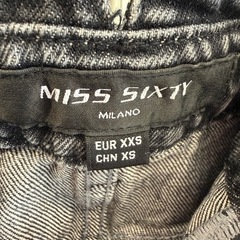 MISS SIXTY
MILANO
EUR XXS
CHN XS